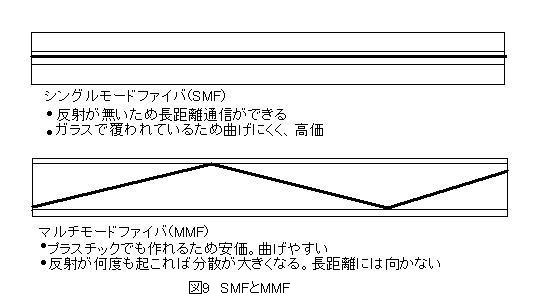 シングルモードファイバ(SMF)
•反射が無いため長距離通信ができる
•ガラスで覆われているため曲げにくく、高価
マルチモードファイバ(MMF)
•プラスチックでも作れるため安価。曲げやすい
•反射が何度も起これば分散が大きくなる。長距離には向かない
図9 SMFとMMF